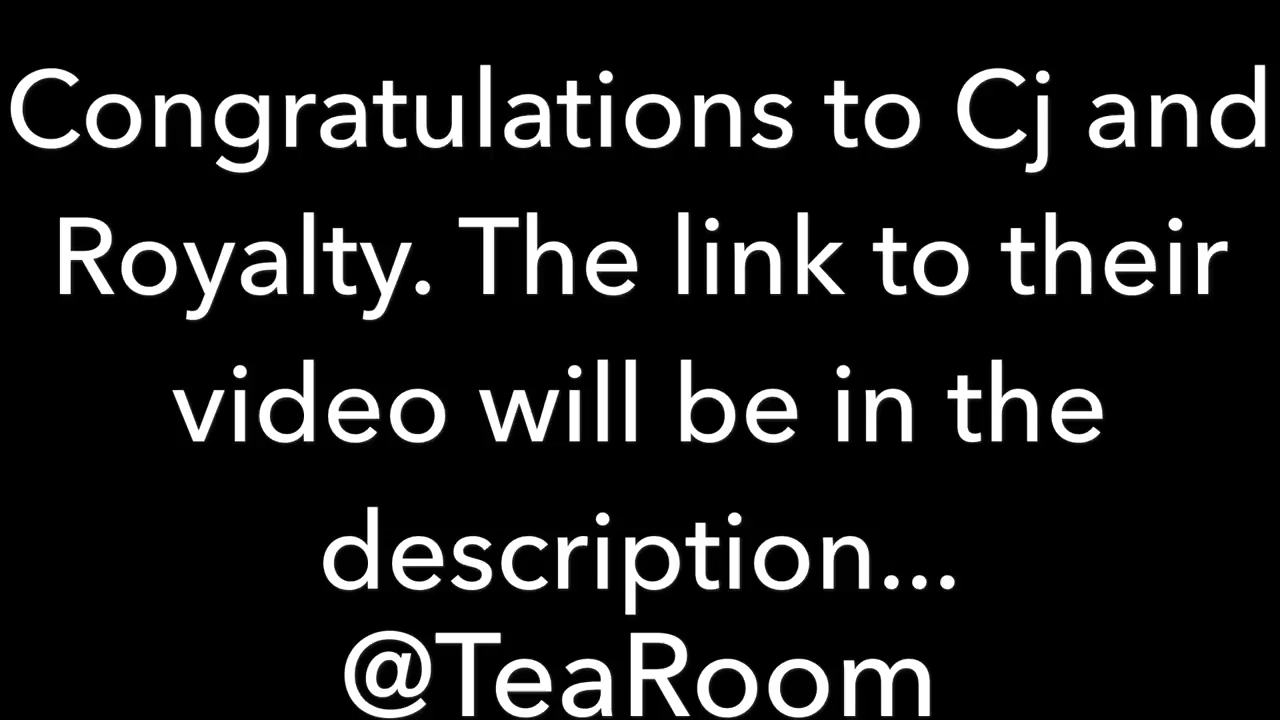 Congratulations to Cj and
Royalty. The link to their
video will be in the
description...
@TeaRoom